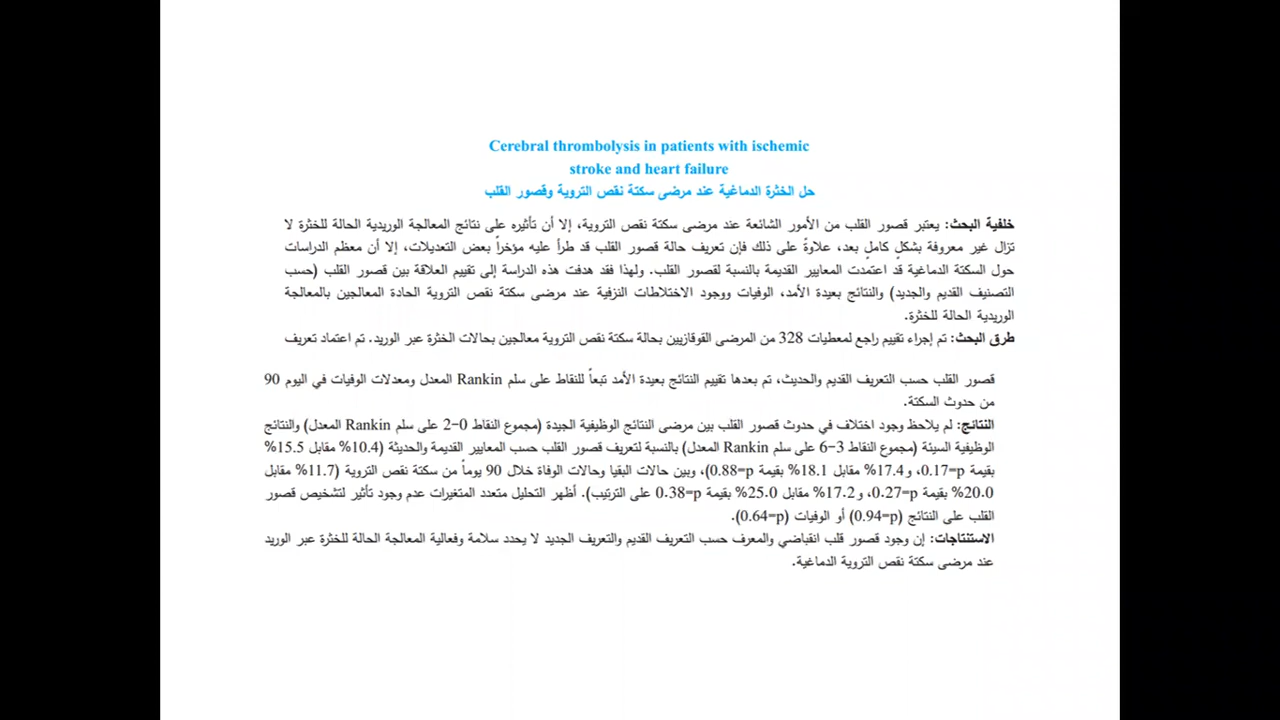 Cerebral thrombolysis in patients with ischemic
stroke and heart failure
حل الخثرة الدماغية عند مرضى سكتة نقص التروية وقصور القلب
خلفية البحث: يعتبر قصور القلب من الأمور الشائعة عند مرضى سكتة نقص التروية، إلا أن تأثيره على نتائج المعالجة الوريدية الحالة للخثرة لا
تزال غير معروفة بشكلٍ كاملٍ بعد، علاوةً على ذلك فإن تعريف حالة قصور القلب قد طرأ عليه مؤخراً بعض التعديلات، إلا أن معظم الدراسات
حول السكتة الدماغية قد اعتمدت المعايير القديمة بالنسبة لقصور القلب. ولهذا فقد هدفت هذه الدراسة إلى تقييم العلاقة بين قصور القلب (حسب
التصنيف القديم والجديد) والنتائج بعيدة الأمد، الوفيات ووجود الاختلاطات النزفية عند مرضى سكتة نقص التروية الحادة المعالجين بالمعالجة
الوريدية الحالة للخثرة.
طرق البحث: تم إجراء تقييم راجع لمعطيات 328 من المرضى القوقازيين بحالة سكتة نقص التروية معالجين بحالات الخثرة عبر الوريد. تم اعتماد تعريف
قصور القلب حسب التعريف القديم والحديث، تم بعدها تقييم النتائج بعيدة الأمد تبعاً للنقاط على سلم Rankin المعدل ومعدلات الوفيات في اليوم 90
من حدوث السكتة.
النتائج: لم يلاحظ وجود اختلاف في حدوث قصور القلب بين مرضى النتائج الوظيفية الجيدة (مجموع النقاط 0–2 على سلم Rankin المعدل) والنتائج
الوظيفية السيئة (مجموع النقاط 3–6 على سلم Rankin المعدل) بالنسبة لتعريف قصور القلب حسب المعايير القديمة والحديثة (10.4% مقابل 15.5%
بقيمة p=0.17، و17.4% مقابل 18.1% بقيمة p=0.88)، وبين حالات البقيا وحالات الوفاة خلال 90 يوماً من سكتة نقص التروية (11.7% مقابل
20.0% بقيمة p=0.27، و17.2% مقابل 25.0% بقيمة p=0.38 على الترتيب). أظهر التحليل متعدد المتغيرات عدم وجود تأثير لتشخيص قصور
القلب على النتائج (p=0.94) أو الوفيات (p=0.64).
الاستنتاجات: إن وجود قصور قلب انقباضي والمعرف حسب التعريف القديم والتعريف الجديد لا يحدد سلامة وفعالية المعالجة الحالة للخثرة عبر الوريد
عند مرضى سكتة نقص التروية الدماغية.